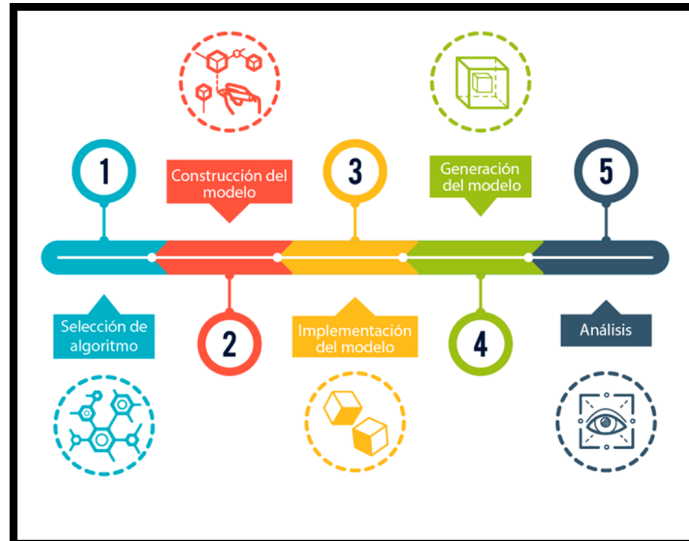 1
Selección de
algoritmo
Construcción del
modelo
2
3
Implementación
del modelo
Generación
del modelo
4
5
Análisis